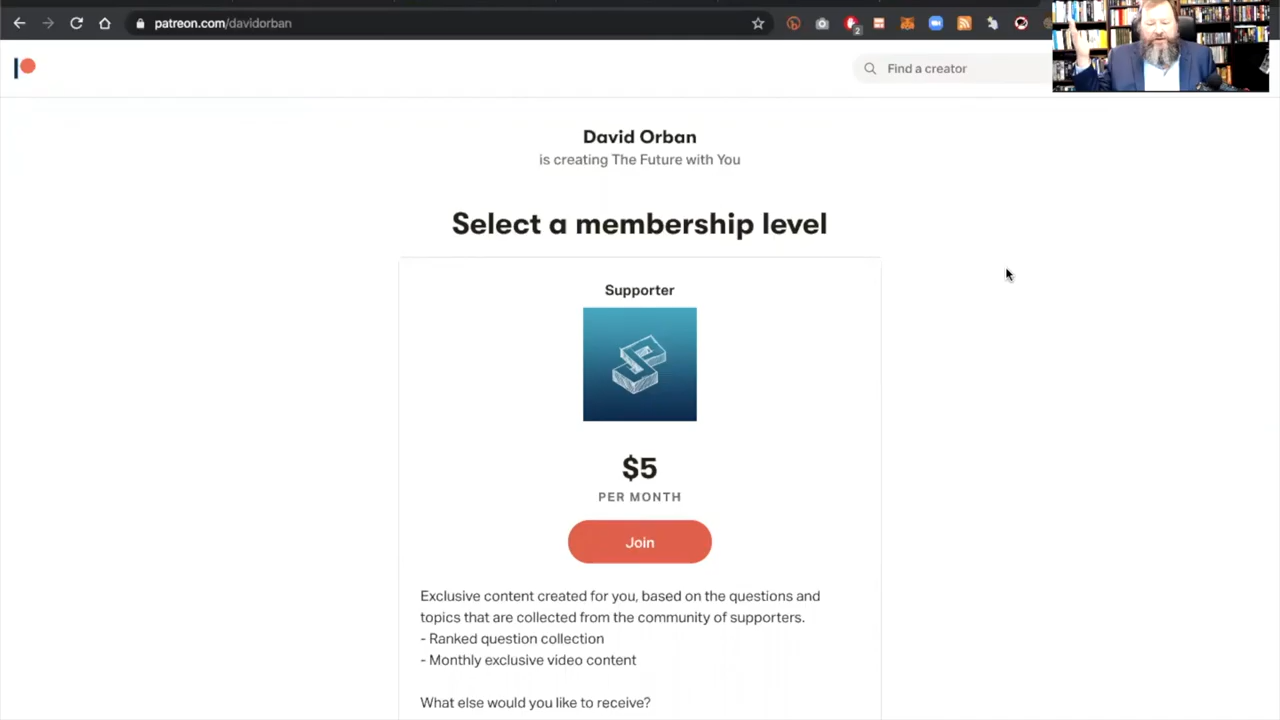 patreon.com/davidorban
2
Find a creator
David Orban
is creating The Future with You
Select a membership level
Supporter
$5
PER MONTH
Join
Exclusive content created for you, based on the questions and
topics that are collected from the community of supporters.
- Ranked question collection
- Monthly exclusive video content
What else would you like to receive?